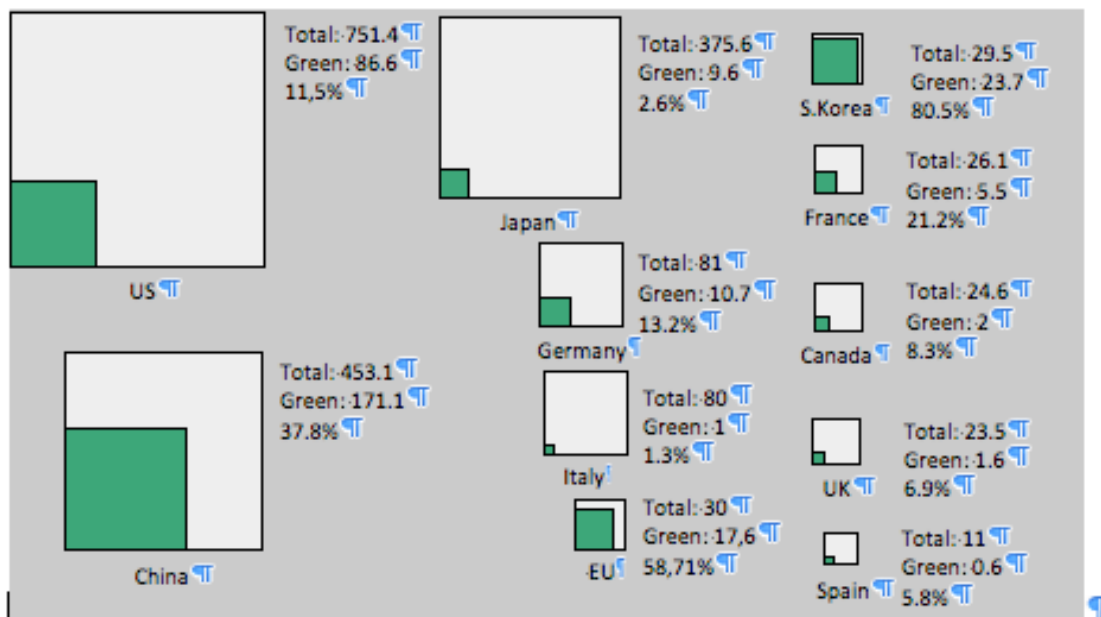 Total: 751.4
Green: 86.6
11,5%
US
Total: 453.1
Green: 171.1
37.8%
China
Total: 375.6
Green: 9.6
2.6%
Japan
Total: 81
Green: 10.7
13.2%
Germany
Total: 80
Green: 1
1.3%
Italy
Total: 30
Green: 17,6
58,71%
EU
Total: 29.5
Green: 23.7
80.5%
S.Korea
Total: 26.1
Green: 5.5
21.2%
France
Total: 24.6
Green: 2
8.3%
Canada
Total: 23.5
Green: 1.6
6.9%
UK
Total: 11
Green: 0.6
5.8%
Spain